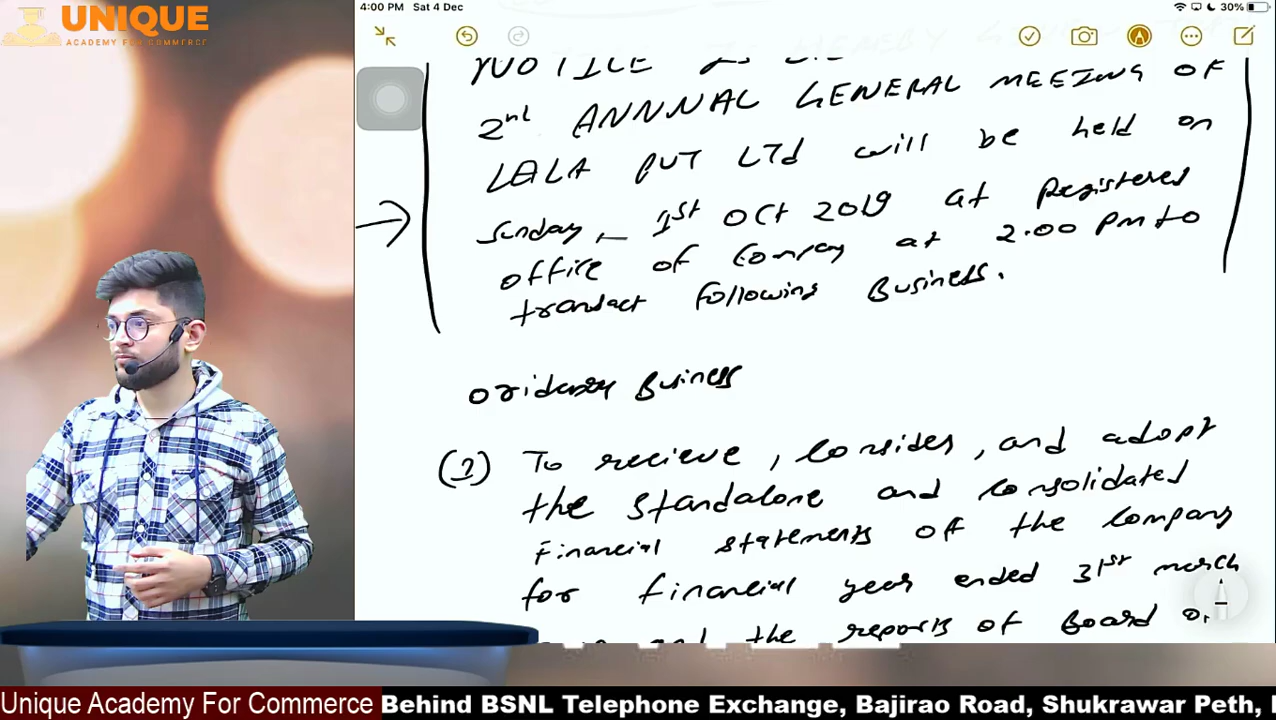 UNIQUE
ACADEMY FOR COMMERCE
4:00 PM Sat 4 Dec
30%
NOTICE IS
2nd ANNNAL GENERAL MEETING OF
LALA PVT LTd will be held on
Sunday, 1st Oct 2019 at Registered
office of Company at 2.00 pm to
transact following Business.
Business
(1) To recieve, Consider, and adopt
the standalone and consolidated
Financial statements of the Company
for financial year ended 31st march
the reports of Board
Unique Academy For Commerce
Behind BSNL Telephone Exchange, Bajirao Road, Shukrawar Peth,